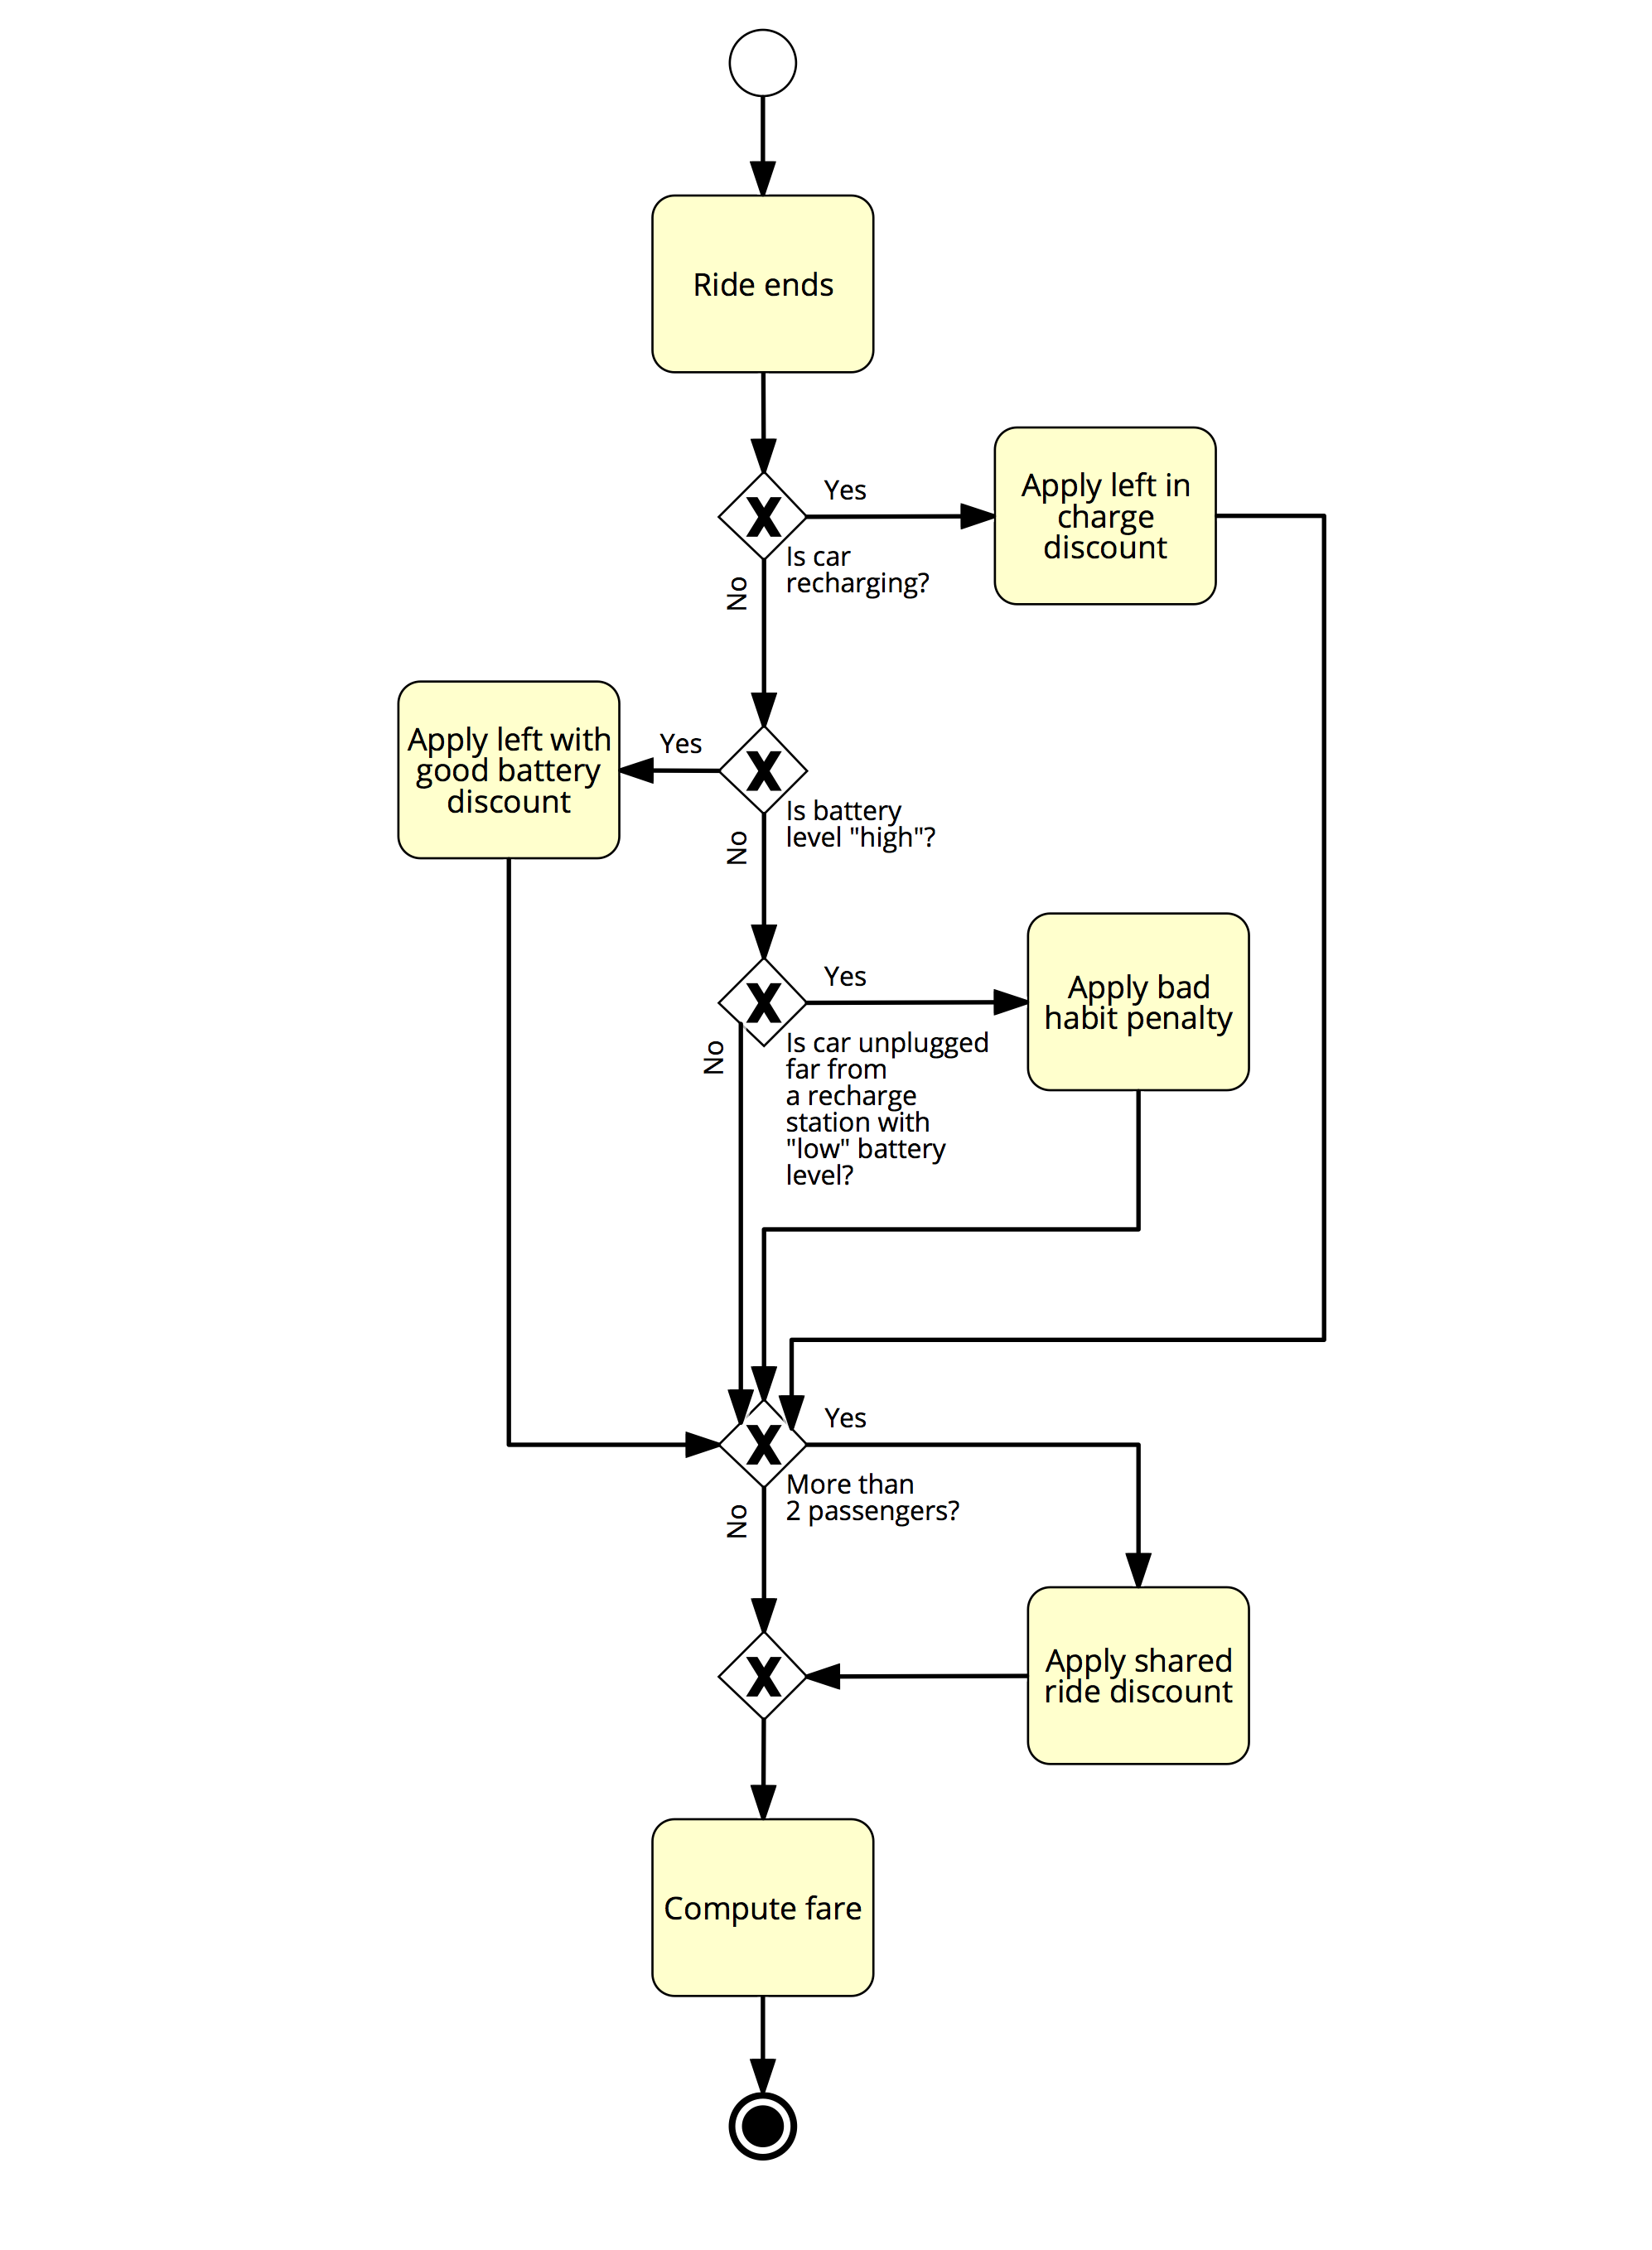 Ride ends
Yes
Apply left in
charge
discount
Is car
recharging?
No
Apply left with
good battery
discount
Yes
Is battery
level "high"?
No
Yes
Apply bad
habit penalty
Is car unplugged
far from
a recharge
station with
"low" battery
level?
No
Yes
More than
2 passengers?
No
Apply shared
ride discount
Compute fare